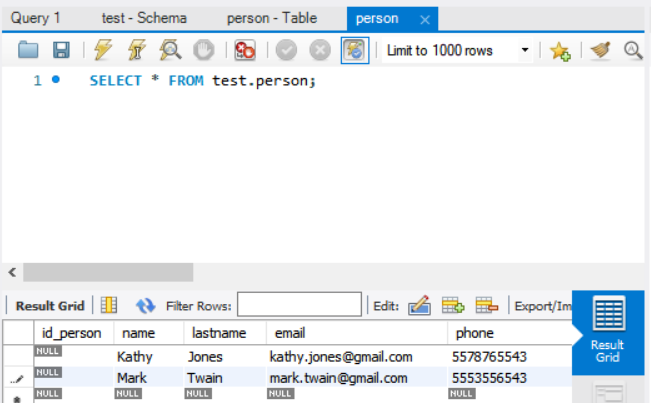 Query 1 test - Schema person - Table person
Limit to 1000 rows
1 SELECT * FROM test.person;
Result Grid Filter Rows: Edit: Export/Im
id_person name lastname email phone
NULL Kathy Jones kathy.jones@gmail.com 5578765543
NULL Mark Twain mark.twain@gmail.com 5553556543
NULL NULL NULL NULL NULL
Result
Grid